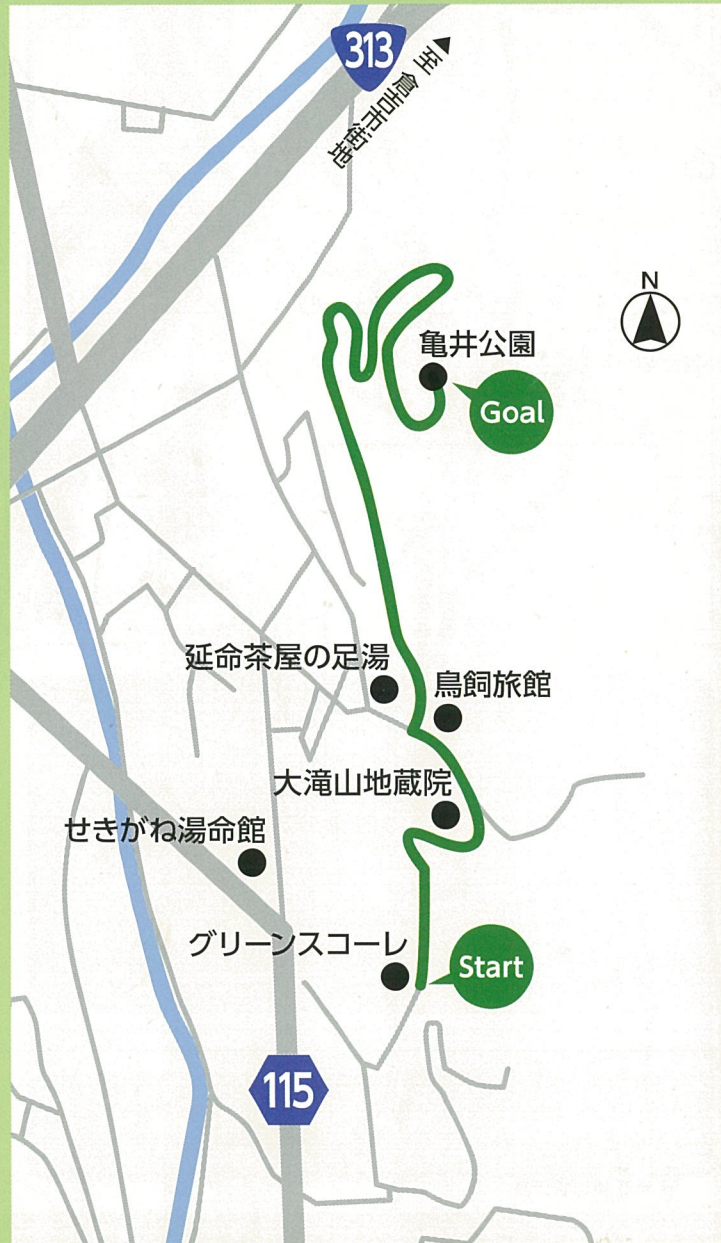 313
至 倉吉市街地
N
亀井公園
Goal
延命茶屋の足湯
鳥飼旅館
大滝山地蔵院
せきがね湯命館
グリーンスコーレ
Start
115